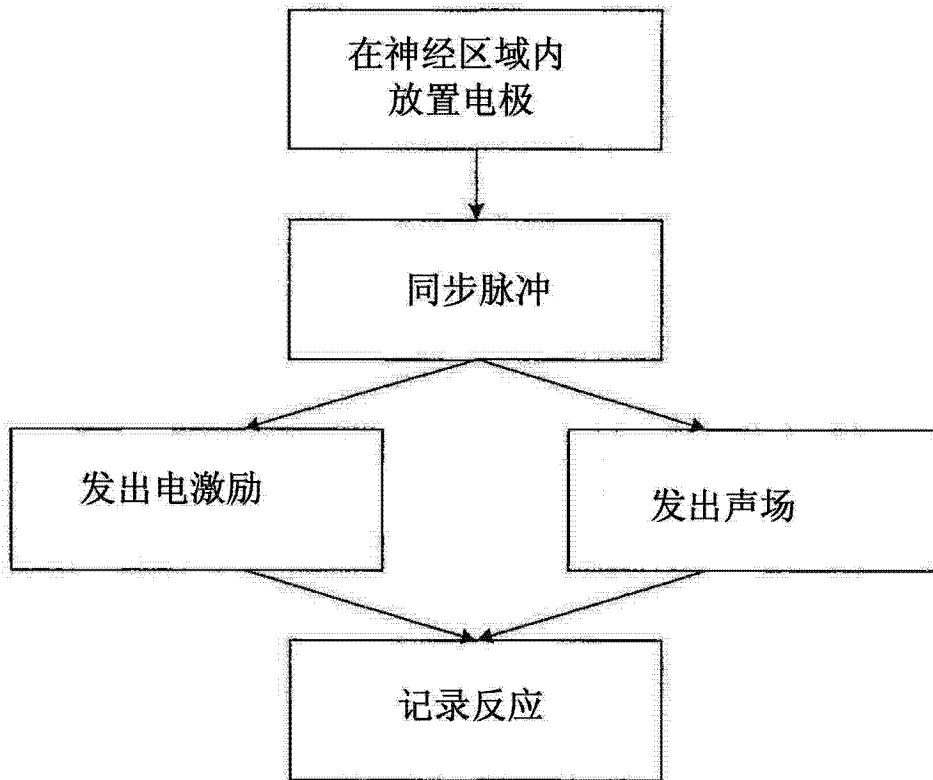 在神经区域内
放置电极
同步脉冲
发出电激励
发出声场
记录反应